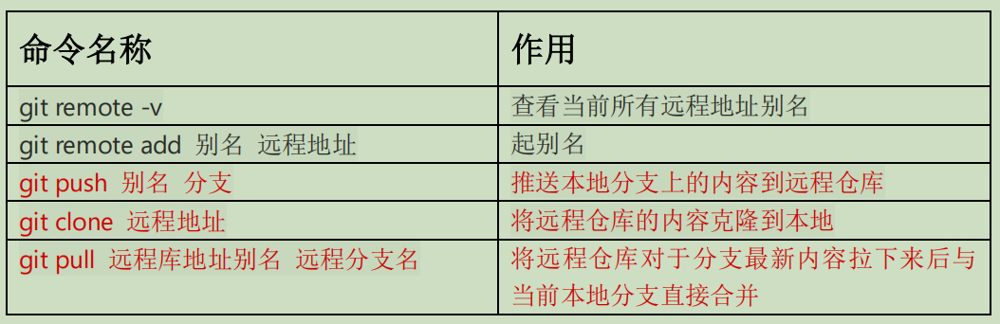 命令名称 作用
git remote -v 查看当前所有远程地址别名
git remote add 别名 远程地址 起别名
git push 别名 分支 推送本地分支上的内容到远程仓库
git clone 远程地址 将远程仓库的内容克隆到本地
git pull 远程库地址别名 远程分支名 将远程仓库对于分支最新内容拉下来后与
当前本地分支直接合并